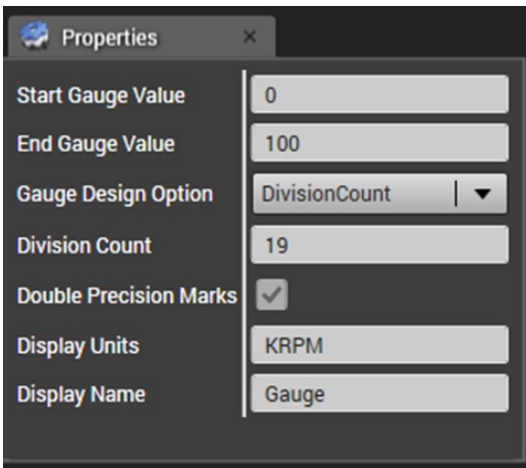 Properties
Start Gauge Value 0
End Gauge Value 100
Gauge Design Option DivisionCount
Division Count 19
Double Precision Marks
Display Units KRPM
Display Name Gauge